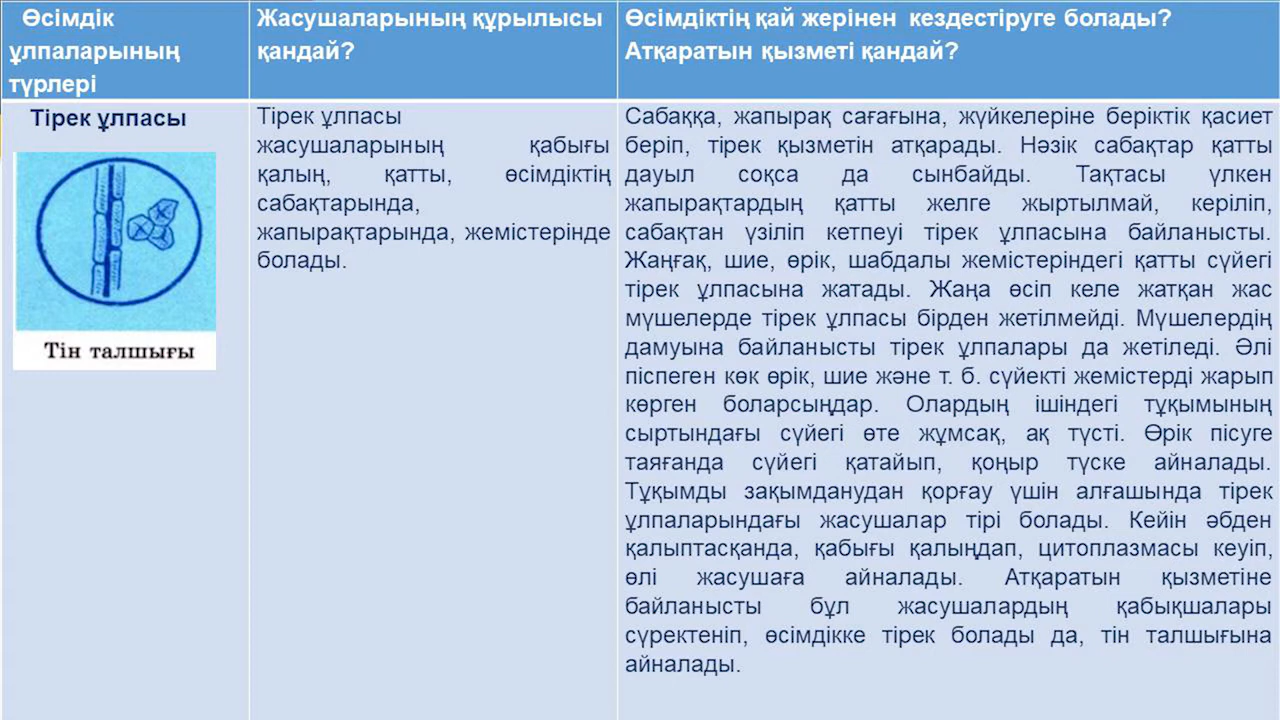 Өсімдік
ұлпаларының
түрлері
Жасушаларының құрылысы
қандай?
Өсімдіктің қай жерінен кездестіруге болады?
Атқаратын қызметі қандай?
Тірек ұлпасы
Тін талшығы
Тірек ұлпасы
жасушаларының қабығы
қалың, қатты, өсімдіктің
сабақтарында,
жапырақтарында, жемістерінде
болады.
Сабаққа, жапырақ сағағына, жүйкелеріне беріктік қасиет
беріп, тірек қызметін атқарады. Нәзік сабақтар қатты
дауыл соқса да сынбайды. Тақтасы үлкен
жапырақтардың қатты желге жыртылмай, керіліп,
сабақтан үзіліп кетпеуі тірек ұлпасына байланысты.
Жаңғақ, шие, өрік, шабдалы жемістеріндегі қатты сүйегі
тірек ұлпасына жатады. Жаңа өсіп келе жатқан жас
мүшелерде тірек ұлпасы бірден жетілмейді. Мүшелердің
дамуына байланысты тірек ұлпалары да жетіледі. Әлі
піспеген көк өрік, шие және т. б. сүйекті жемістерді жарып
көрген боларсыңдар. Олардың ішіндегі тұқымының
сыртындағы сүйегі өте жұмсақ, ақ түсті. Өрік пісуге
таяғанда сүйегі қатайып, қоңыр түске айналады.
Тұқымды зақымданудан қорғау үшін алғашында тірек
ұлпаларындағы жасушалар тірі болады. Кейін әбден
қалыптасқанда, қабығы қалыңдап, цитоплазмасы кеуіп,
өлі жасушаға айналады. Атқаратын қызметіне
байланысты бұл жасушалардың қабықшалары
сүректеніп, өсімдікке тірек болады да, тін талшығына
айналады.